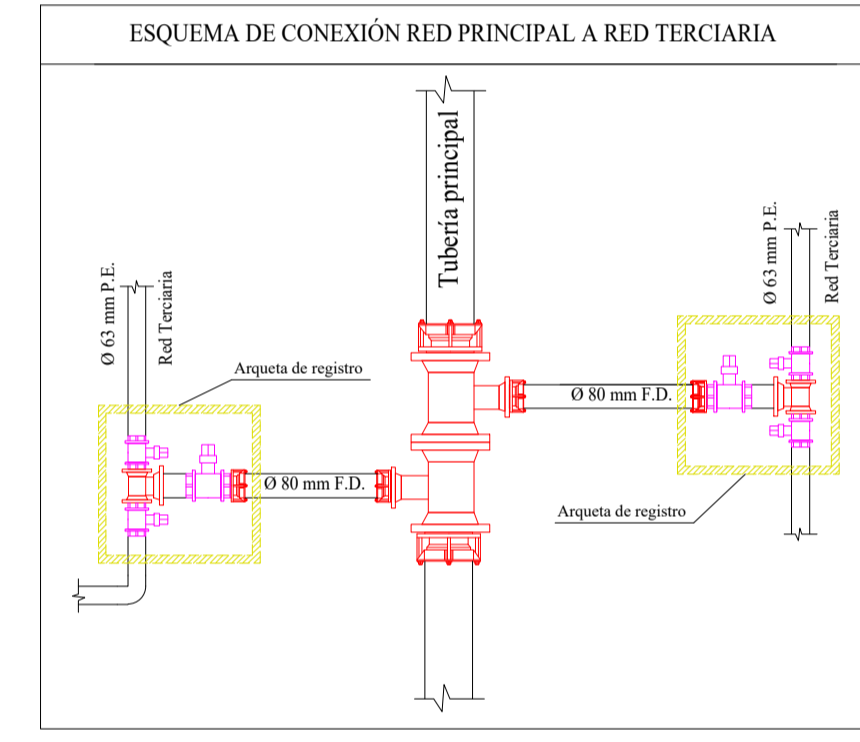 ESQUEMA DE CONEXIÓN RED PRINCIPAL A RED TERCIARIA
Tubería principal
Ø 63 mm P.E.
Red Terciaria
Ø 63 mm P.E.
Red Terciaria
Arqueta de registro
Ø 80 mm F.D.
Ø 80 mm F.D.
Arqueta de registro